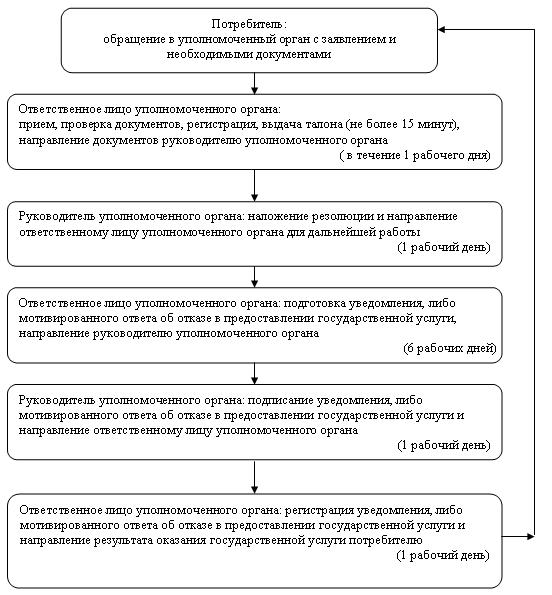 Потребитель:
обращение в уполномоченный орган с заявлением и
необходимыми документами
Ответственное лицо уполномоченного органа:
прием, проверка документов, регистрация, выдача талона (не более 15 минут),
направление документов руководителю уполномоченного органа
( в течение 1 рабочего дня)
Руководитель уполномоченного органа: наложение резолюции и направление
ответственному лицу уполномоченного органа для дальнейшей работы
(1 рабочий день)
Ответственное лицо уполномоченного органа: подготовка уведомления, либо
мотивированного ответа об отказе в предоставлении государственной услуги,
направление руководителю уполномоченного органа
(6 рабочих дней)
Руководитель уполномоченного органа: подписание уведомления, либо
мотивированного ответа об отказе в предоставлении государственной услуги и
направление ответственному лицу уполномоченного органа
(1 рабочий день)
Ответственное лицо уполномоченного органа: регистрация уведомления, либо
мотивированного ответа об отказе в предоставлении государственной услуги и
направление результата оказания государственной услуги потребителю
(1 рабочий день)